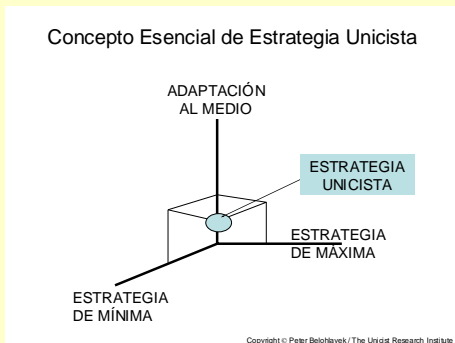 Concepto Esencial de Estrategia Unicista
ADAPTACIÓN
AL MEDIO
ESTRATEGIA
UNICISTA
ESTRATEGIA
DE MÁXIMA
ESTRATEGIA
DE MÍNIMA
Copyright © Peter Belohlavek / The Unicist Research Institute